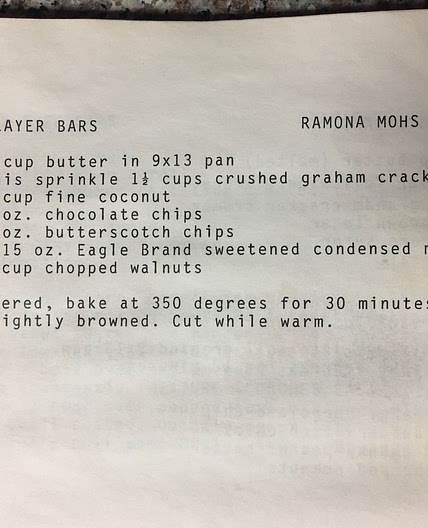 LAYER BARS RAMONA MOHS
cup butter in 9x13 pan
is sprinkle 1½ cups crushed graham crack
cup fine coconut
oz. chocolate chips
oz. butterscotch chips
15 oz. Eagle Brand sweetened condensed
cup chopped walnuts
ered, bake at 350 degrees for 30 minutes
ightly browned. Cut while warm.